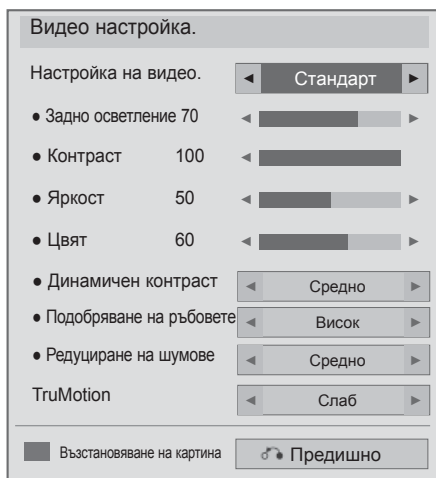 Видео настройка.
Настройка на видео. ◄ Стандарт ►
● Задно осветление 70 ◄ ►
● Контраст 100 ◄
● Яркост 50 ◄ ►
● Цвят 60 ◄ ►
● Динамичен контраст ◄ Средно ►
● Подобряване на ръбовете ◄ Висок ►
● Редуциране на шумове ◄ Средно ►
TruMotion ◄ Слаб ►
Възстановяване на картина Предишно